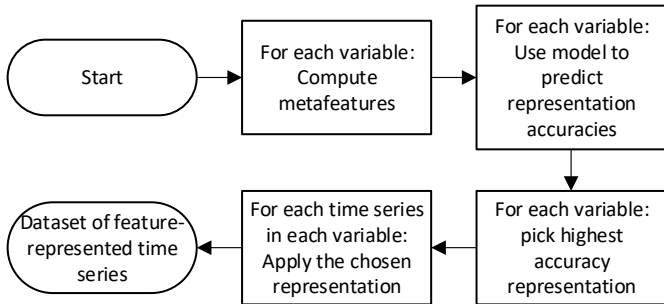 Start
For each variable:
Compute
metafeatures
For each variable:
Use model to
predict
representation
accuracies
For each variable:
pick highest
accuracy
representation
For each time series
in each variable:
Apply the chosen
representation
Dataset of feature-
represented time
series